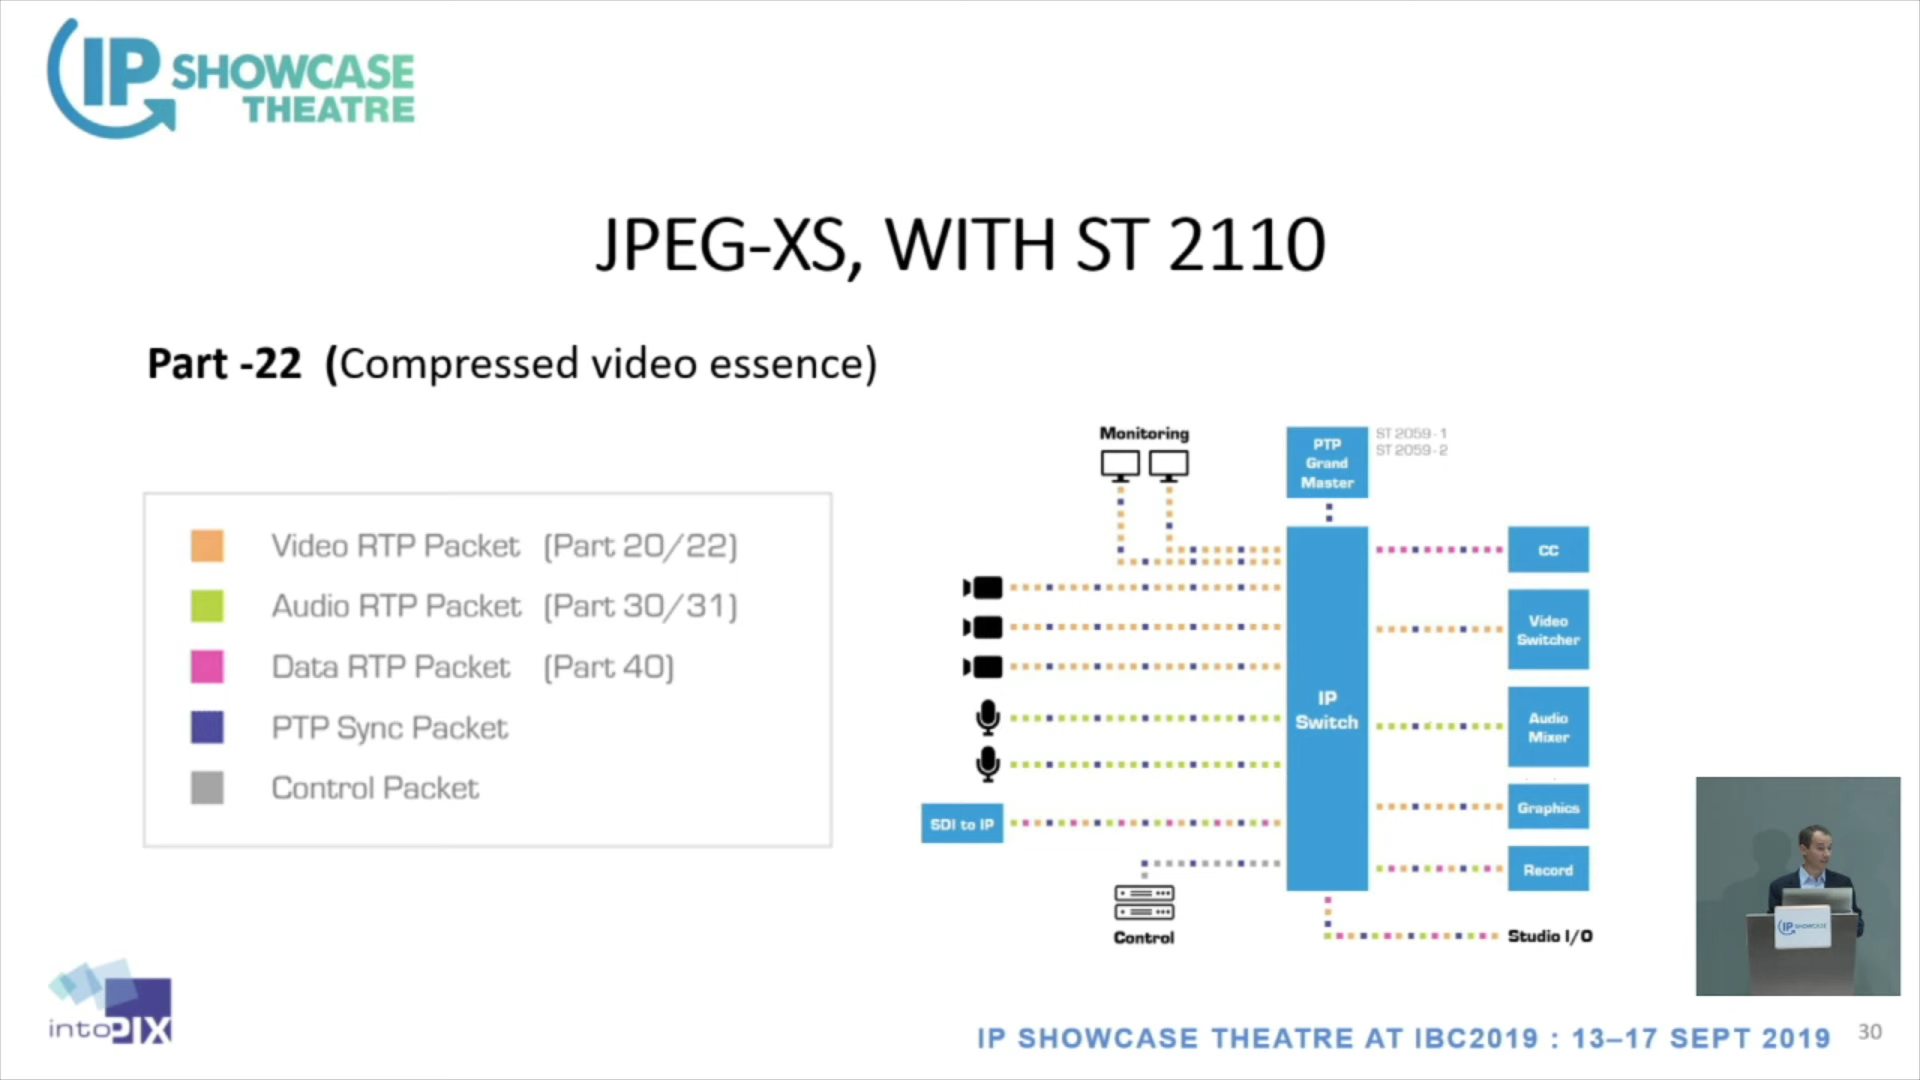 IP SHOWCASE
THEATRE
JPEG-XS, WITH ST 2110
Part -22 (Compressed video essence)
Video RTP Packet (Part 20/22)
Audio RTP Packet (Part 30/31)
Data RTP Packet (Part 40)
PTP Sync Packet
Control Packet
Monitoring
PTP
Grand
Master
ST 2059-1
ST 2059-2
IP
Switch
CC
Video
Switcher
Audio
Mixer
Graphics
Record
SDI to IP
Control
Studio I/O
IP SHOWCASE
intoPIX
IP SHOWCASE THEATRE AT IBC2019 : 13–17 SEPT 2019
30